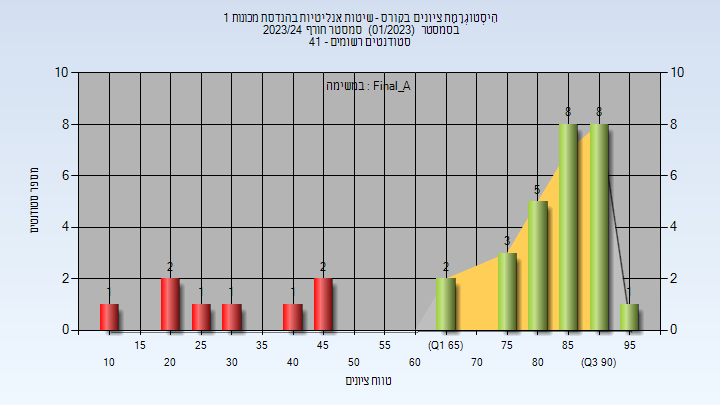 היסטוגרמת ציונים בקורס - שיטות אנליטיות בהנדסת מכונות 1
בסמסטר (01/2023) סמסטר חורף 2023/24
סטודנטים רשומים - 41
במשימה : Final_A
10 10
8 8
6 6
4 4
2 2
0 0
מספר סטודנטים
1 2 1 1 1 2 2 3 5 8 8 1
15 25 35 45 55 (Q1 65) 75 85 95
10 20 30 40 50 60 70 80 (Q3 90)
טווח ציונים